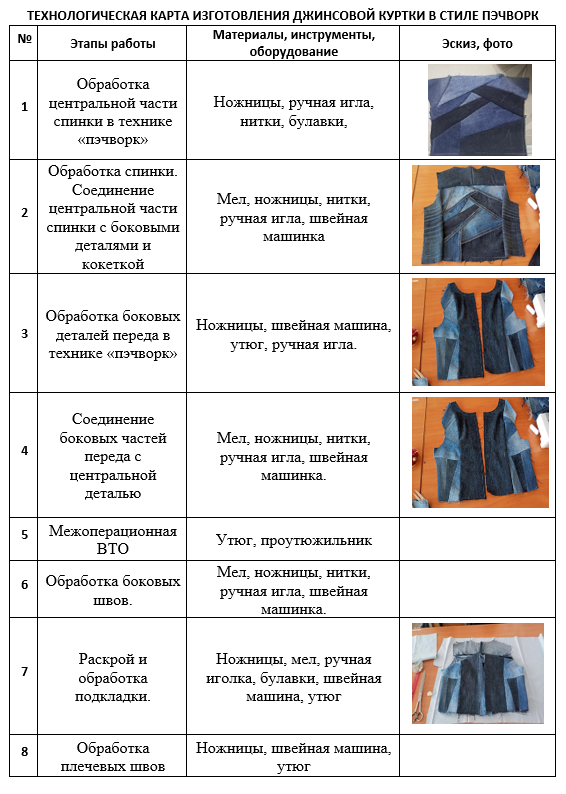 ТЕХНОЛОГИЧЕСКАЯ КАРТА ИЗГОТОВЛЕНИЯ ДЖИНСОВОЙ КУРТКИ В СТИЛЕ ПЭЧВОРК
№
Этапы работы
Материалы, инструменты,
оборудование
Эскиз, фото
1
Обработка
центральной части
спинки в технике
«пэчворк»
Ножницы, ручная игла,
нитки, булавки,
2
Обработка спинки.
Соединение
центральной части
спинки с боковыми
деталями и
кокеткой
Мел, ножницы, нитки,
ручная игла, швейная
машинка
3
Обработка боковых
деталей переда в
технике «пэчворк»
Ножницы, швейная машина,
утюг, ручная игла.
4
Соединение
боковых частей
переда с
центральной
деталью
Мел, ножницы, нитки,
ручная игла, швейная
машинка.
5
Межоперационная
ВТО
Утюг, проутюжильник
6
Обработка боковых
швов.
Мел, ножницы, нитки,
ручная игла, швейная
машинка.
7
Раскрой и
обработка
подкладки.
Ножницы, мел, ручная
иголка, булавки, швейная
машина, утюг
8
Обработка
плечевых швов
Ножницы, швейная машина,
утюг